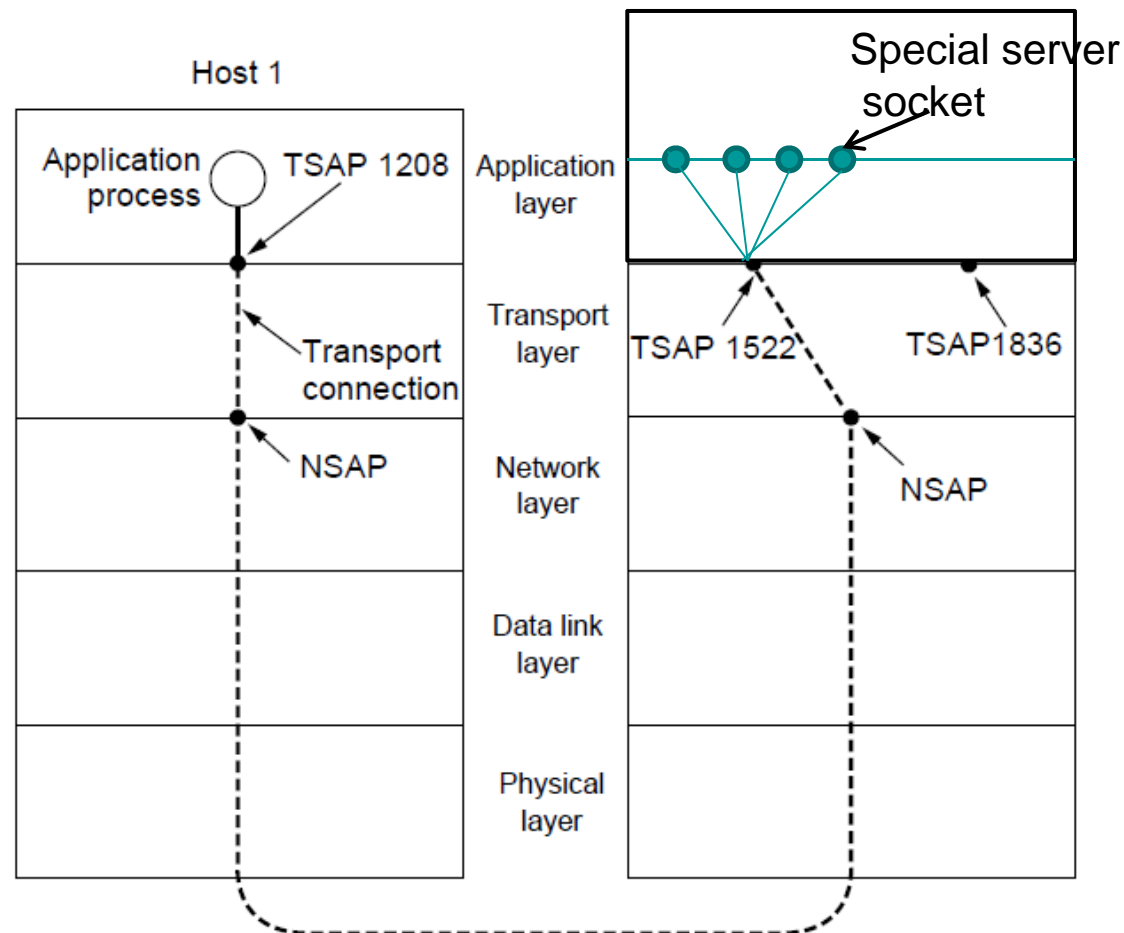 Host 1
Special server
socket
Application
process
TSAP 1208
Application
layer
Transport
layer
TSAP 1522
TSAP1836
Transport
connection
NSAP
Network
layer
NSAP
Data link
layer
Physical
layer